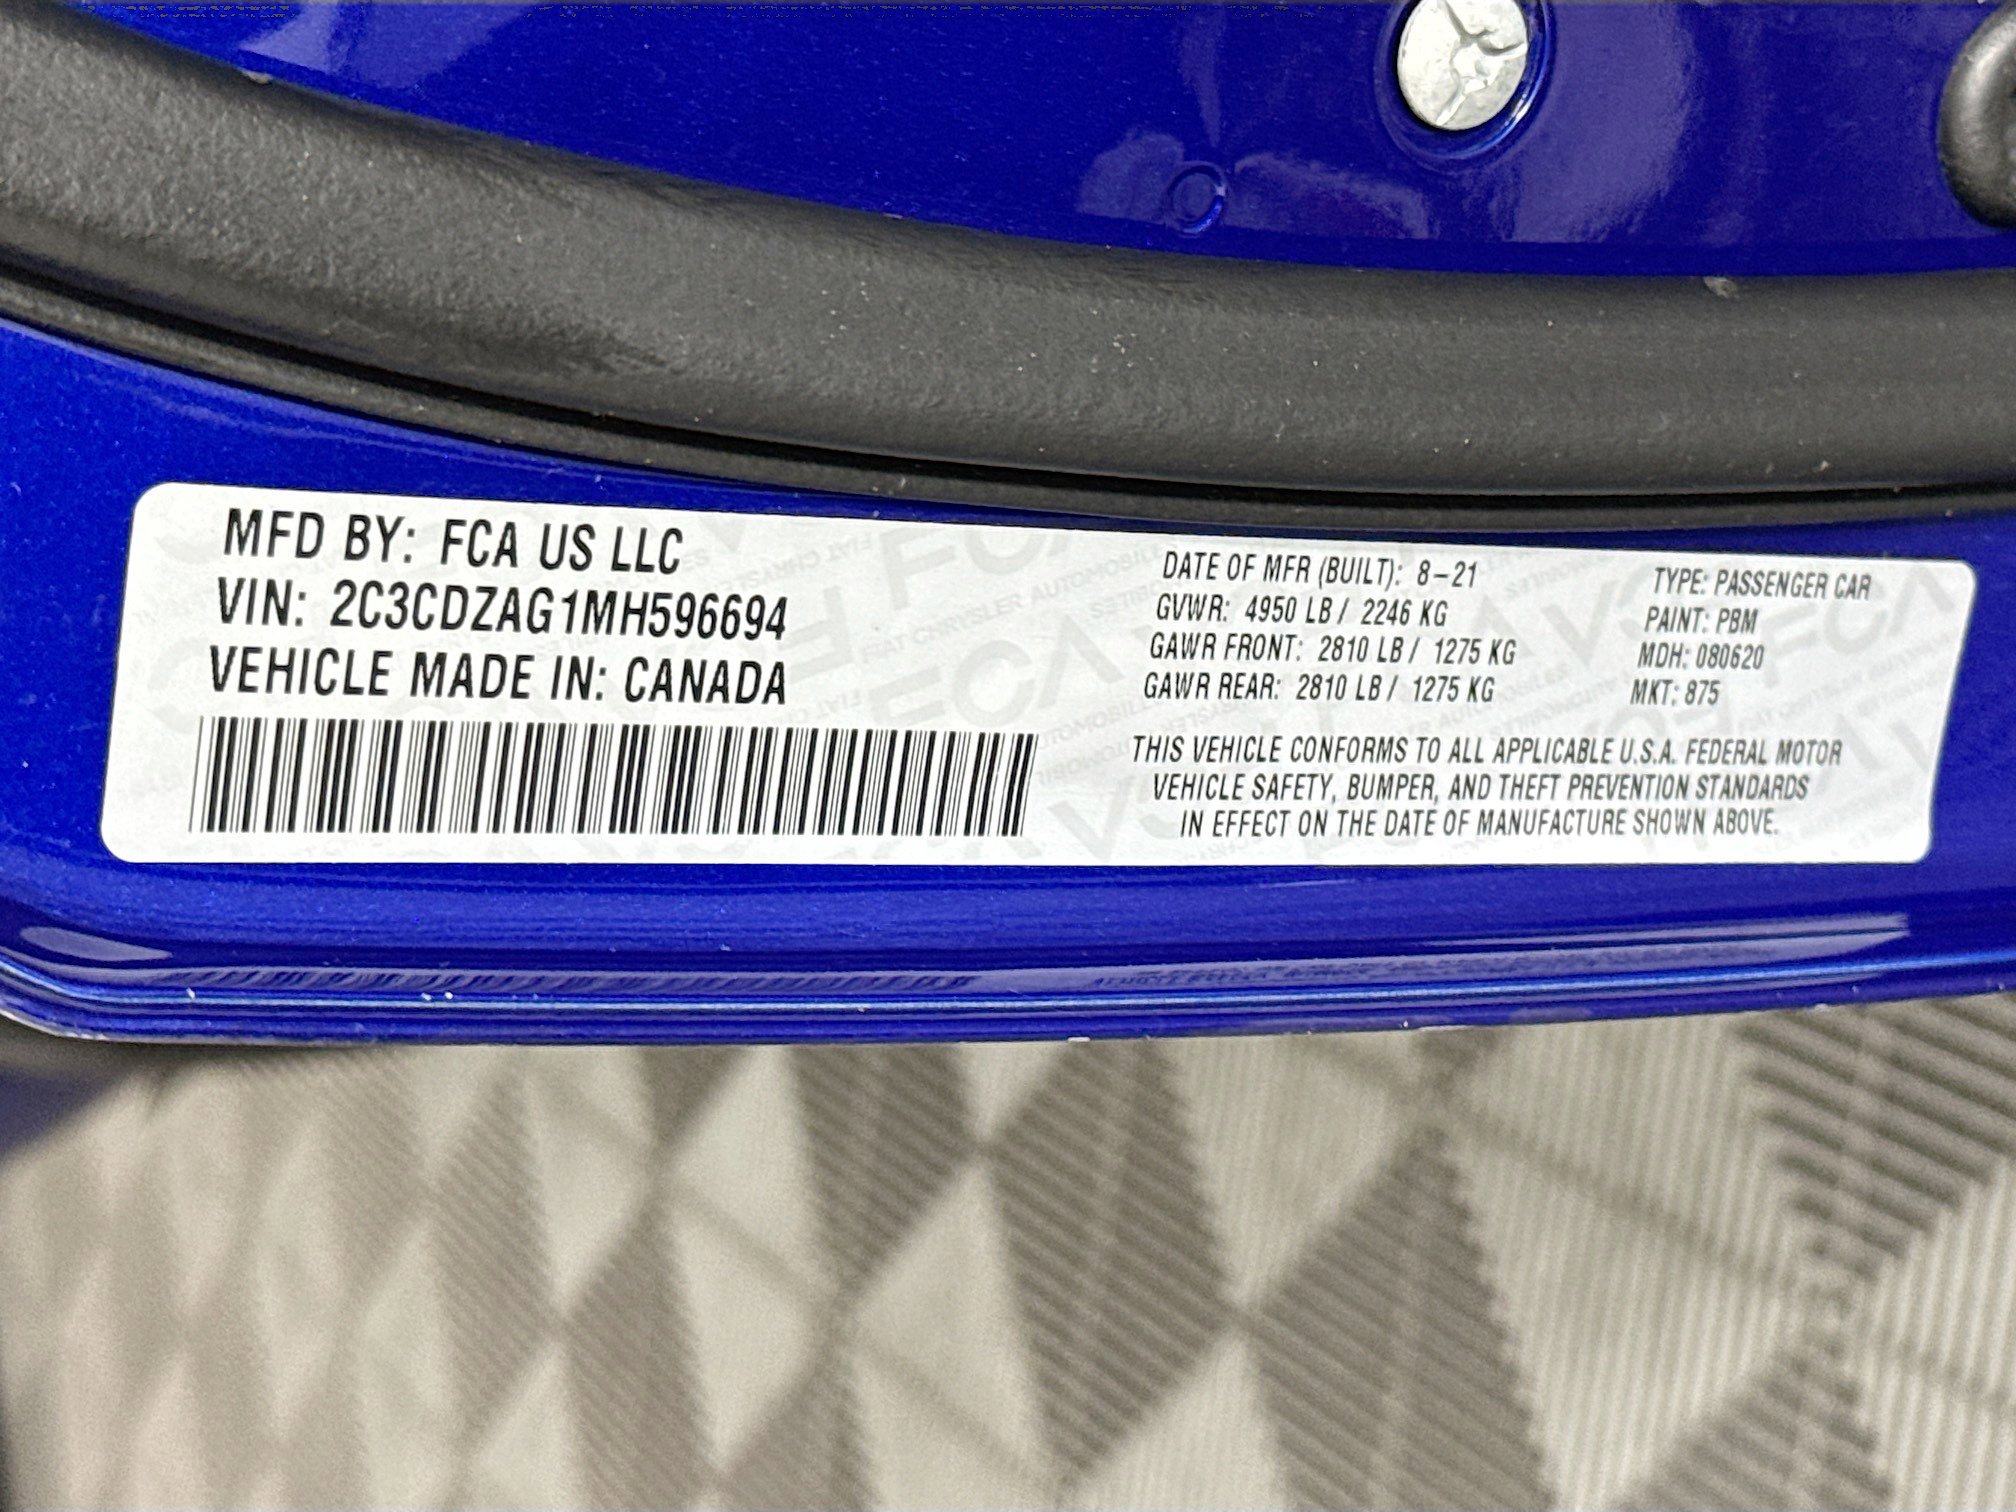 MFD BY: FCA US LLC
VIN: 2C3CDZAG1MH596694
VEHICLE MADE IN: CANADA
DATE OF MFR (BUILT): 8-21
GVWR: 4950 LB / 2246 KG
GAWR FRONT: 2810 LB / 1275 KG
GAWR REAR: 2810 LB / 1275 KG
TYPE: PASSENGER CAR
PAINT: PBM
MDH: 080620
MKT: 875
THIS VEHICLE CONFORMS TO ALL APPLICABLE U.S.A. FEDERAL MOTOR
VEHICLE SAFETY, BUMPER, AND THEFT PREVENTION STANDARDS
IN EFFECT ON THE DATE OF MANUFACTURE SHOWN ABOVE.